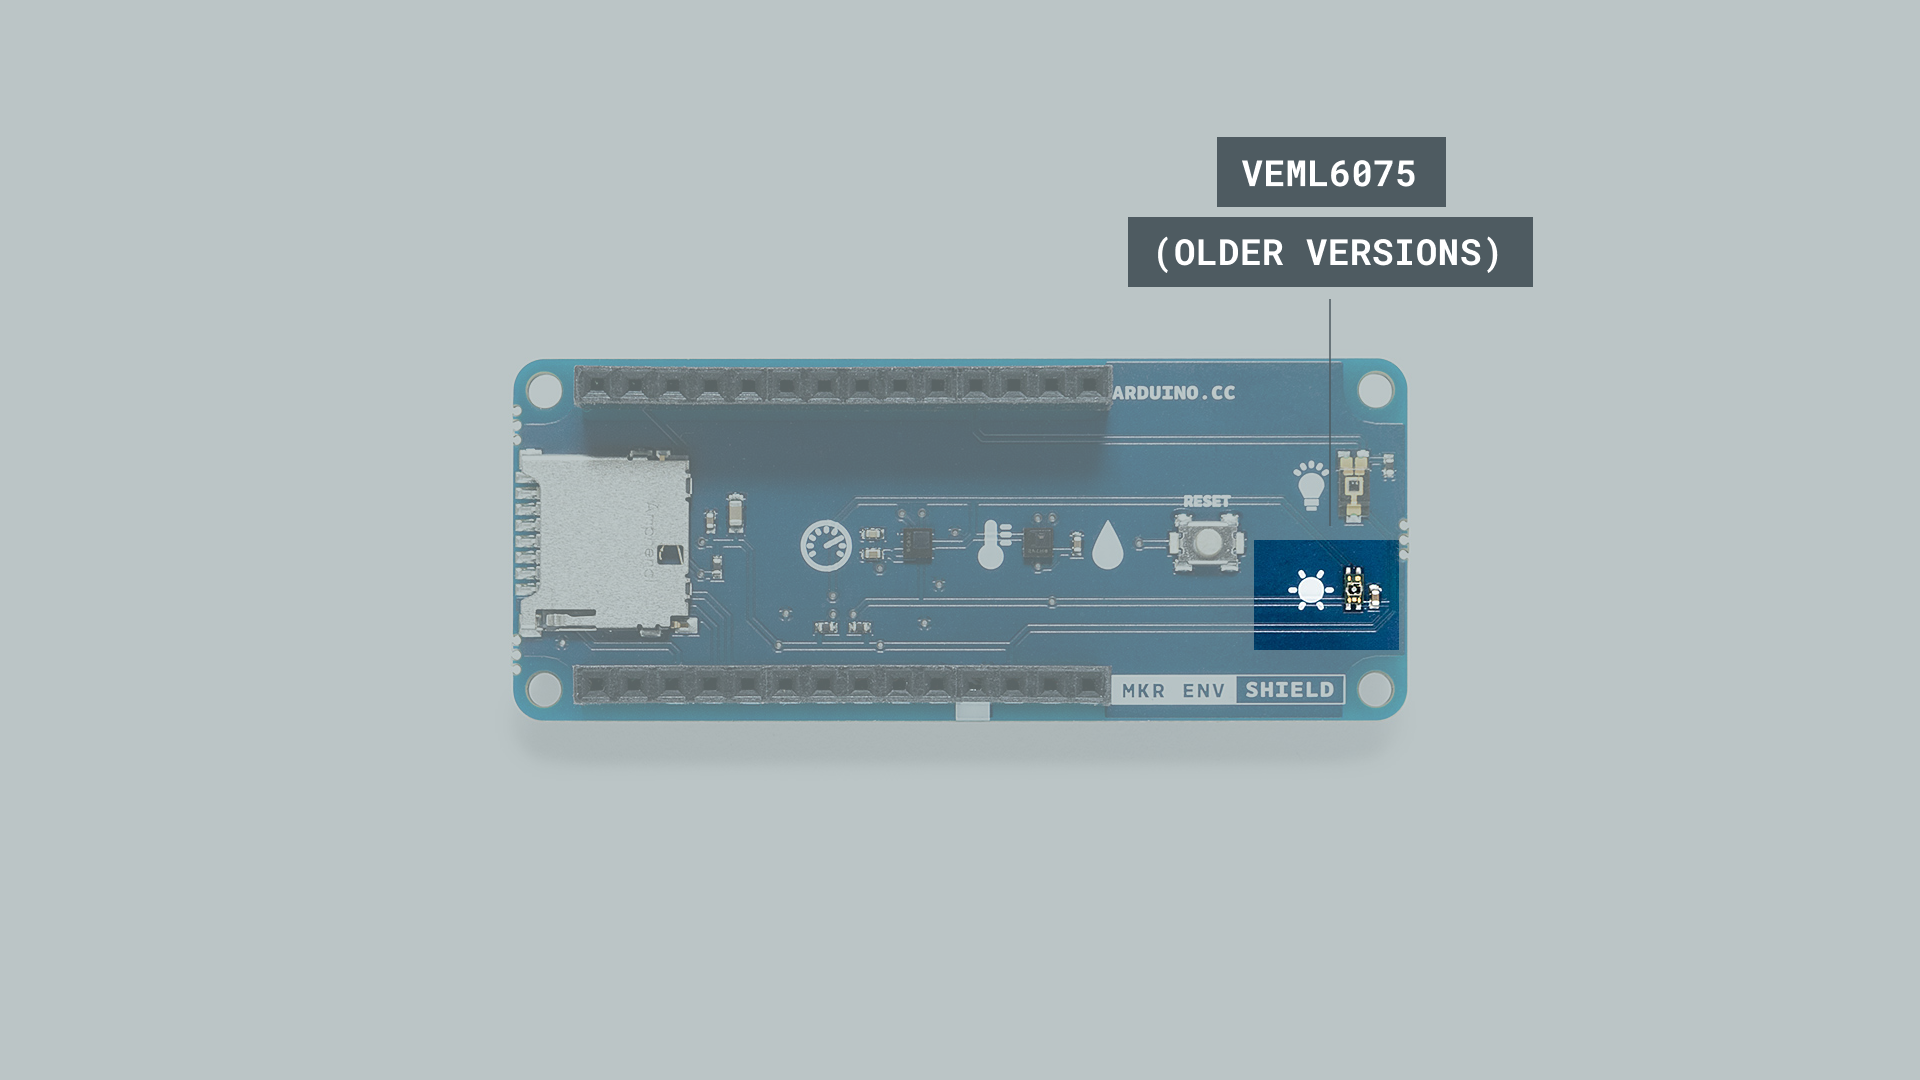 VEML6075
(OLDER VERSIONS)
ARDUINO.CC
RESET
MKR ENV SHIELD